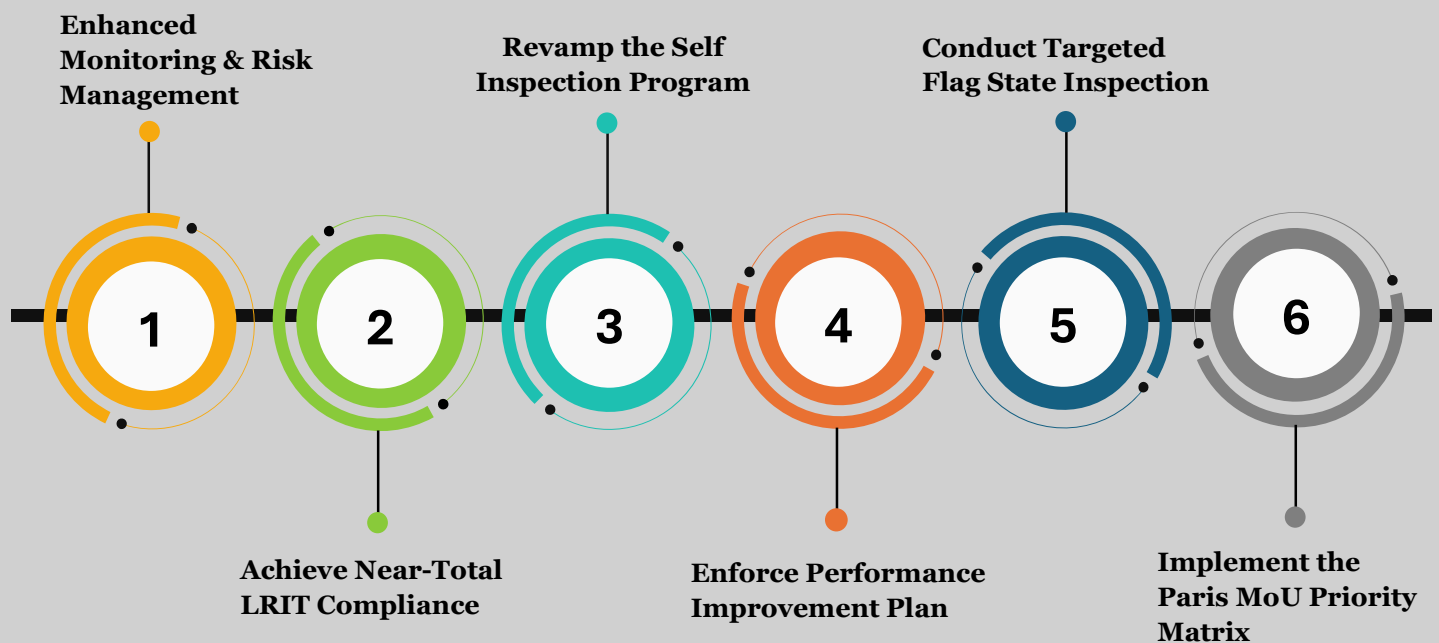 Enhanced
Monitoring & Risk
Management
Revamp the Self
Inspection Program
Conduct Targeted
Flag State Inspection
1
2
3
4
5
6
Achieve Near-Total
LRIT Compliance
Enforce Performance
Improvement Plan
Implement the
Paris MoU Priority
Matrix